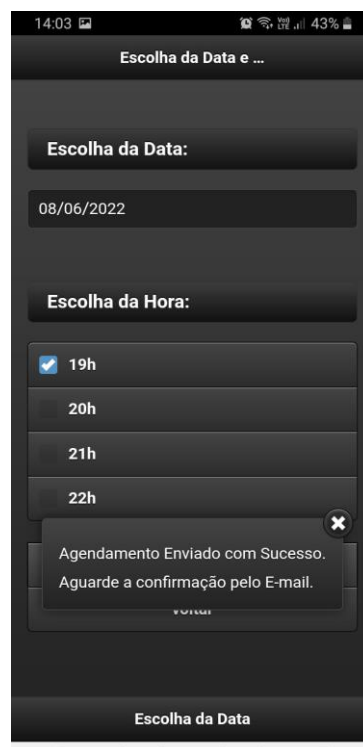 14:03 43%
Escolha da Data e ...
Escolha da Data:
08/06/2022
Escolha da Hora:
19h
20h
21h
22h
Agendamento Enviado com Sucesso.
Aguarde a confirmação pelo E-mail.
Voltar
Escolha da Data